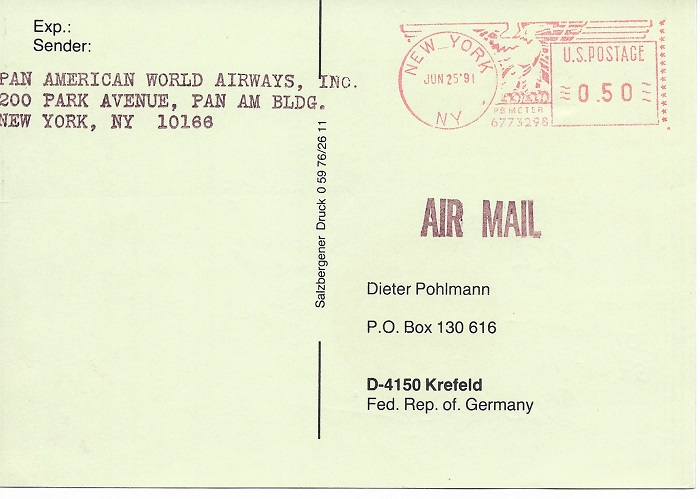 Exp.:
Sender:
PAN AMERICAN WORLD AIRWAYS, INC.
200 PARK AVENUE, PAN AM BLDG.
NEW YORK, NY 10166
Salzbergener Druck 0 59 76/26 11
NEW YORK
JUN 25 '91
NY
U.S.POSTAGE
0.50
PB METER
6773298
AIR MAIL
Dieter Pohlmann
P.O. Box 130 616
D-4150 Krefeld
Fed. Rep. of. Germany